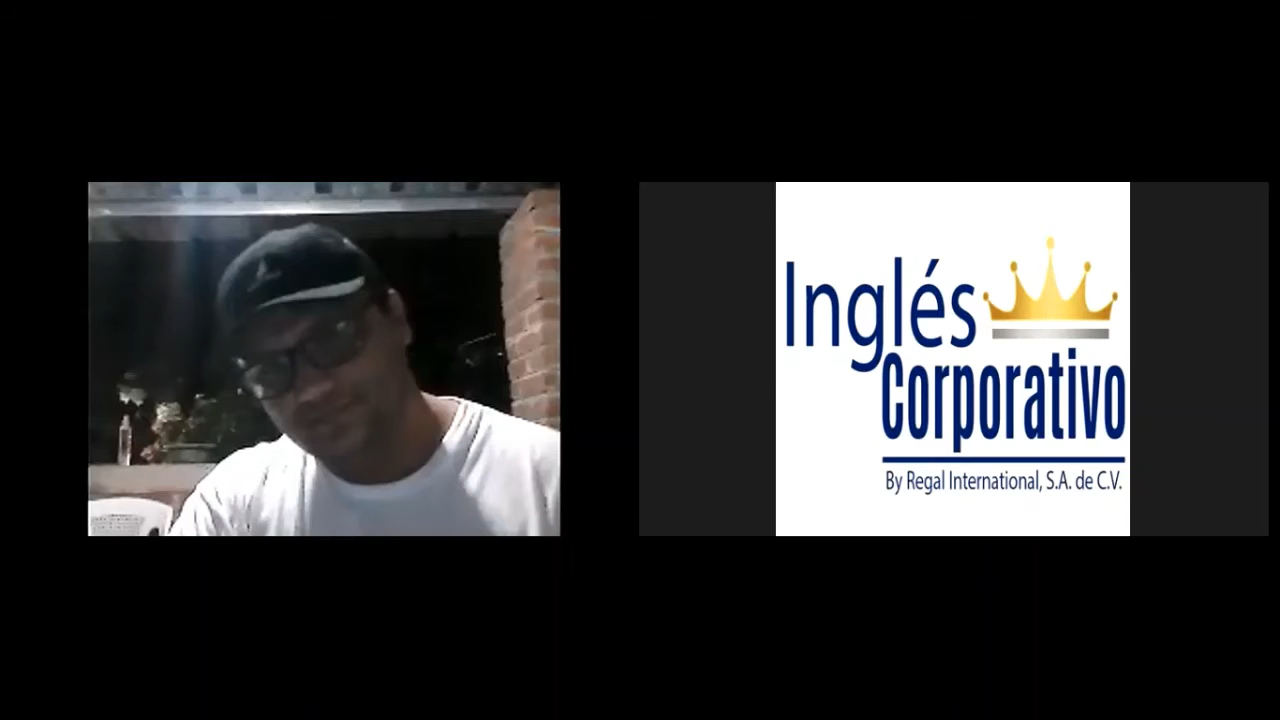 Inglés
Corporativo
By Regal International, S.A. de C.V.